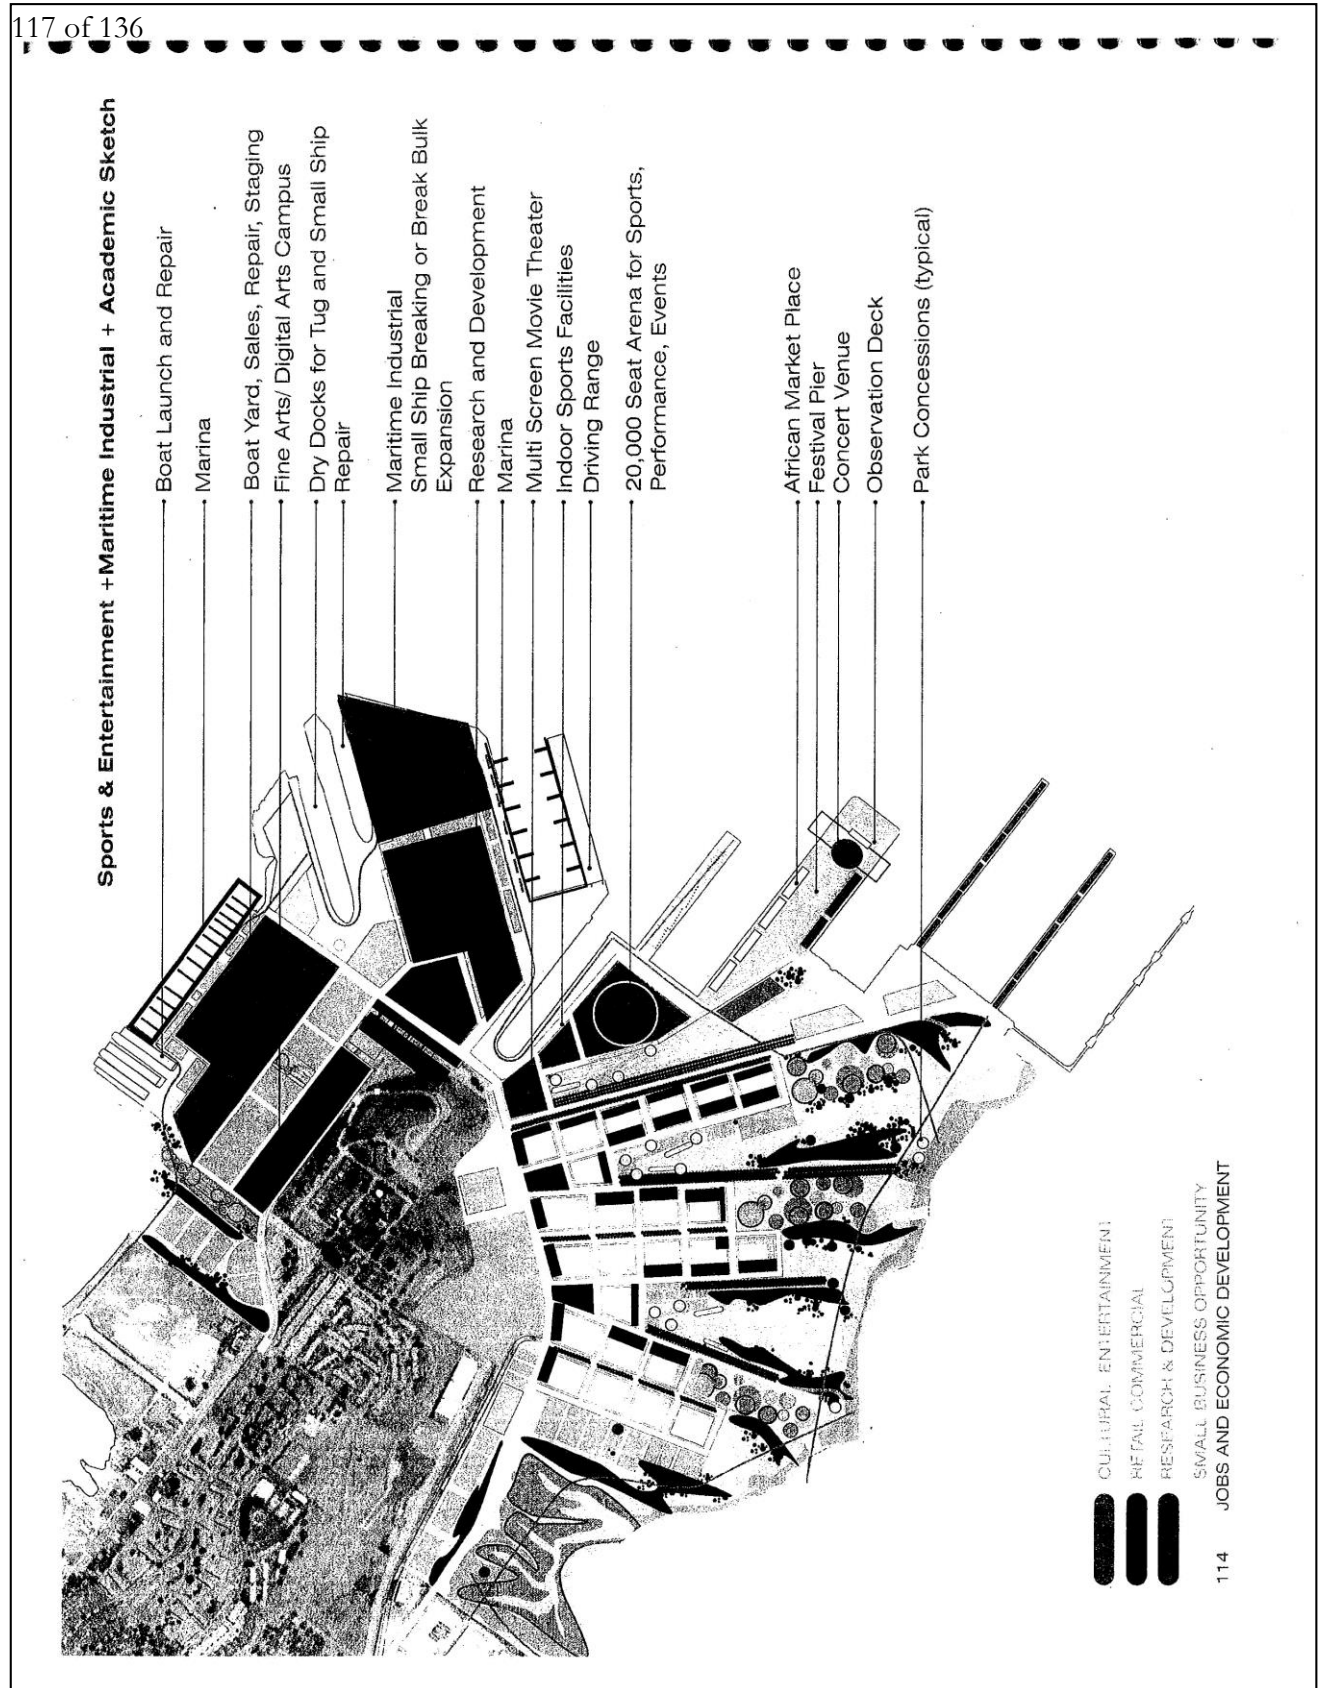 117 of 136
Sports & Entertainment +Maritime Industrial + Academic Sketch
Boat Launch and Repair
Marina
Boat Yard, Sales, Repair, Staging
Fine Arts/ Digital Arts Campus
Dry Docks for Tug and Small Ship
Repair
Maritime Industrial
Small Ship Breaking or Break Bulk
Expansion
Research and Development
Marina
Multi Screen Movie Theater
Indoor Sports Facilities
Driving Range
20,000 Seat Arena for Sports,
Performance, Events
African Market Place
Festival Pier
Concert Venue
Observation Deck
Park Concessions (typical)
CULTURAL ENTERTAINMENT
RETAIL COMMERCIAL
RESEARCH & DEVELOPMENT
SMALL BUSINESS OPPORTUNITY
114 JOBS AND ECONOMIC DEVELOPMENT